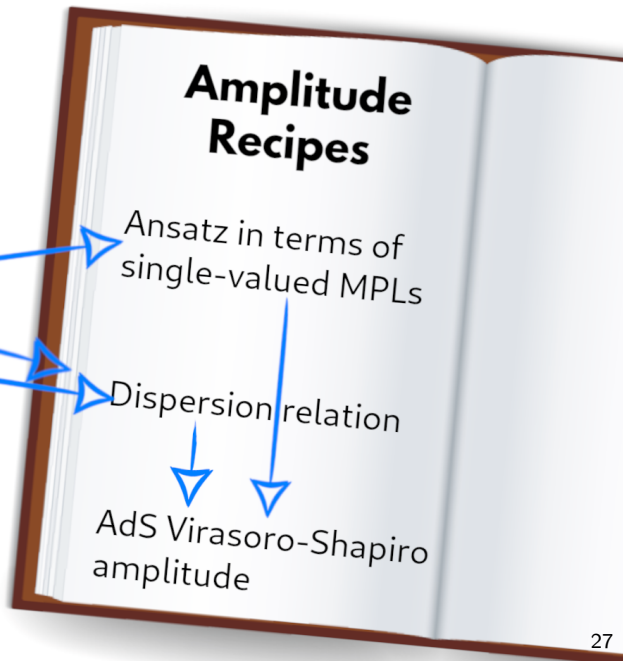 Amplitude
Recipes
Ansatz in terms of
single-valued MPLs
Dispersion relation
AdS Virasoro-Shapiro
amplitude
27